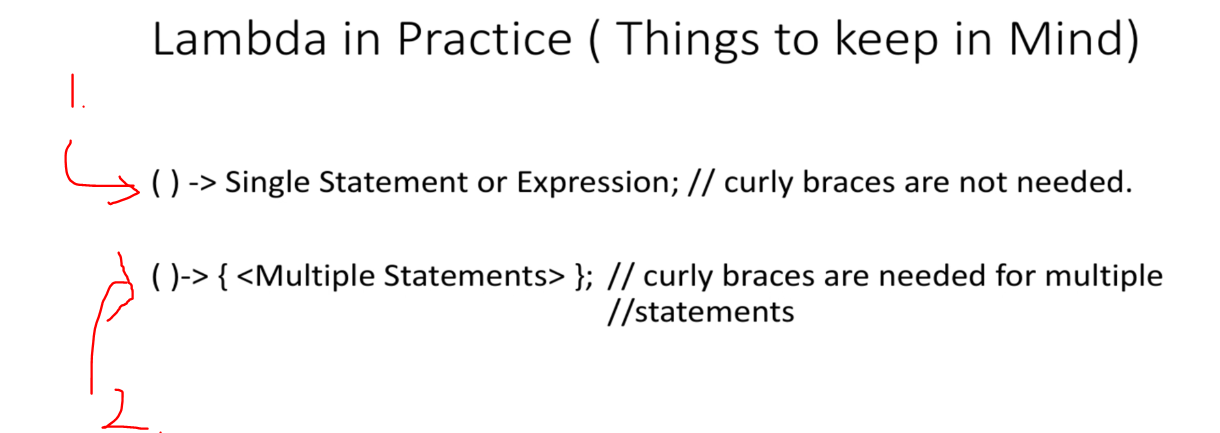 Lambda in Practice ( Things to keep in Mind)
1.
( ) -> Single Statement or Expression; // curly braces are not needed.
( )-> { <Multiple Statements> }; // curly braces are needed for multiple
//statements
2.